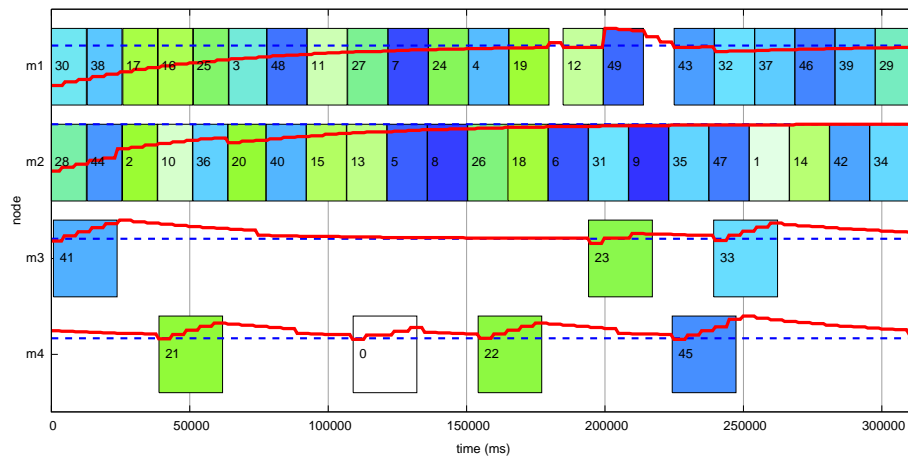 m1
30 38 17 16 25 3 48 11 27 7 24 4 19 12 49 43 32 37 46 39 29
m2
28 44 2 10 36 20 40 15 13 5 8 26 18 6 31 9 35 47 1 14 42 34
node
m3
41 23 33
m4
21 0 22 45
0 50000 100000 150000 200000 250000 300000
time (ms)